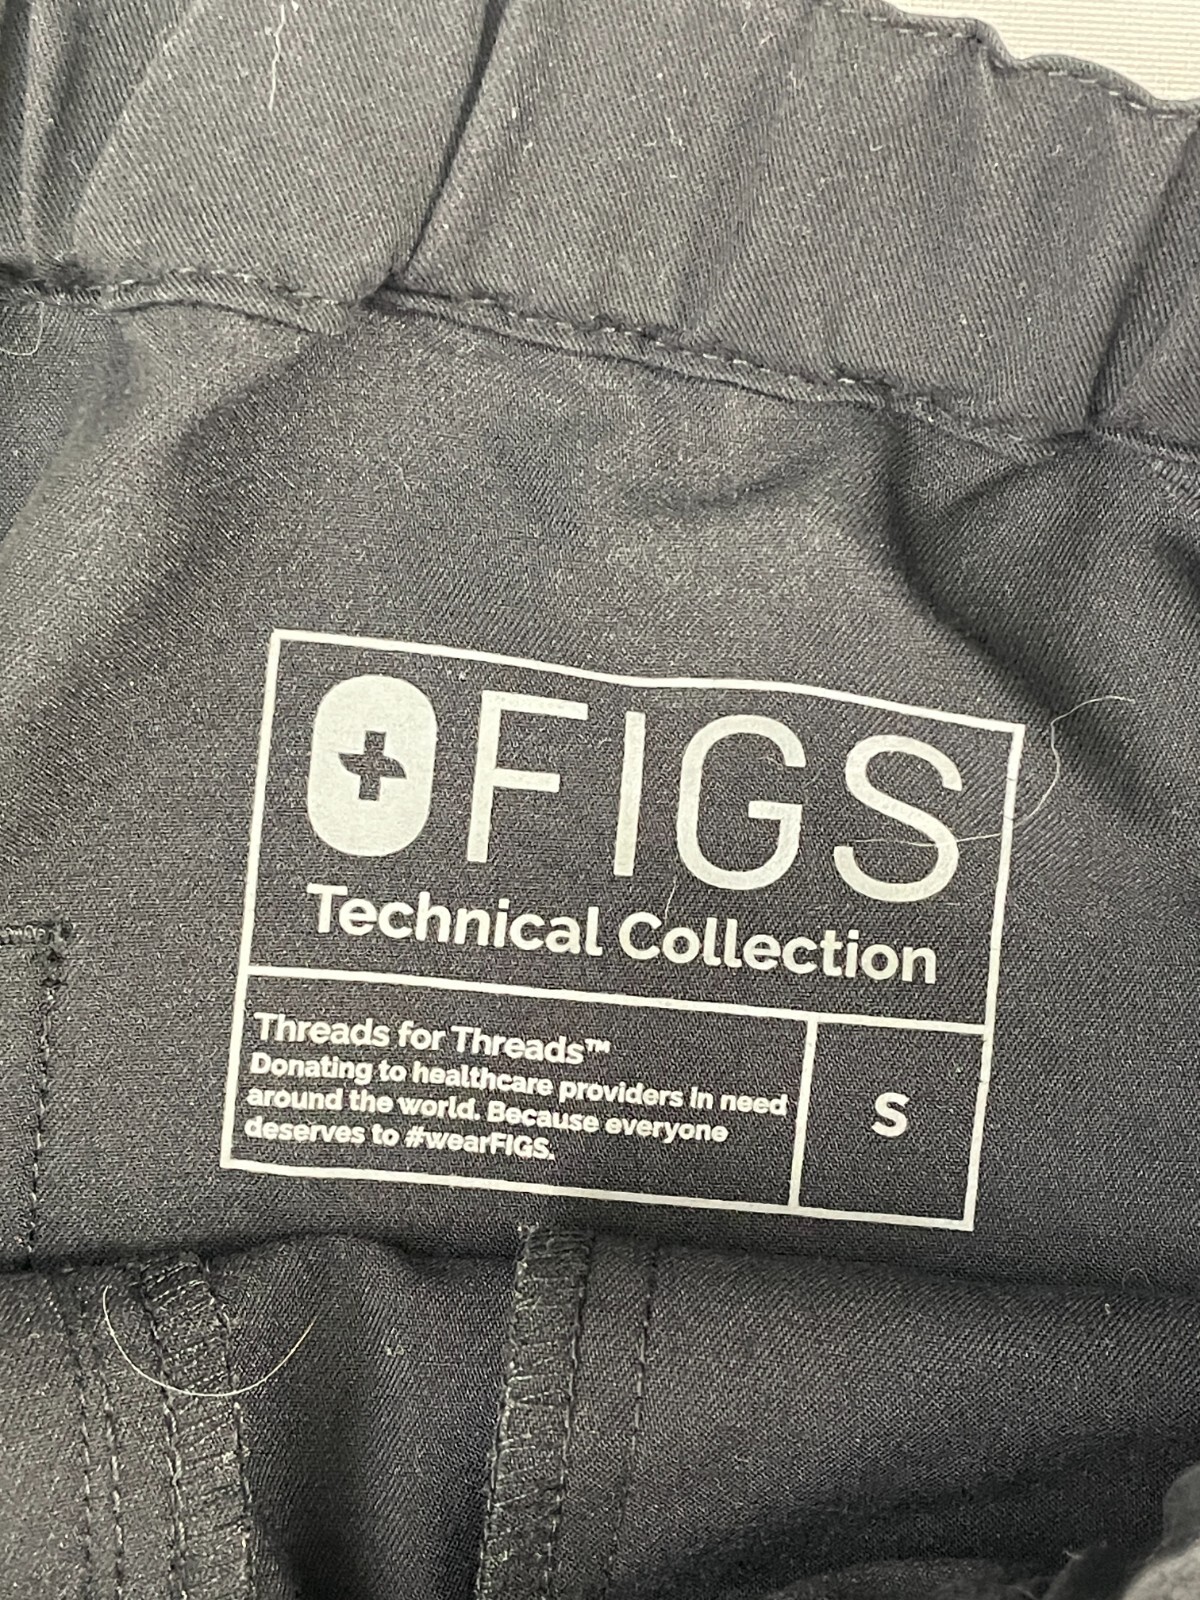 FIGS
Technical Collection
Threads for Threads™
Donating to healthcare providers in need
around the world. Because everyone
deserves to #wearFIGS.
S